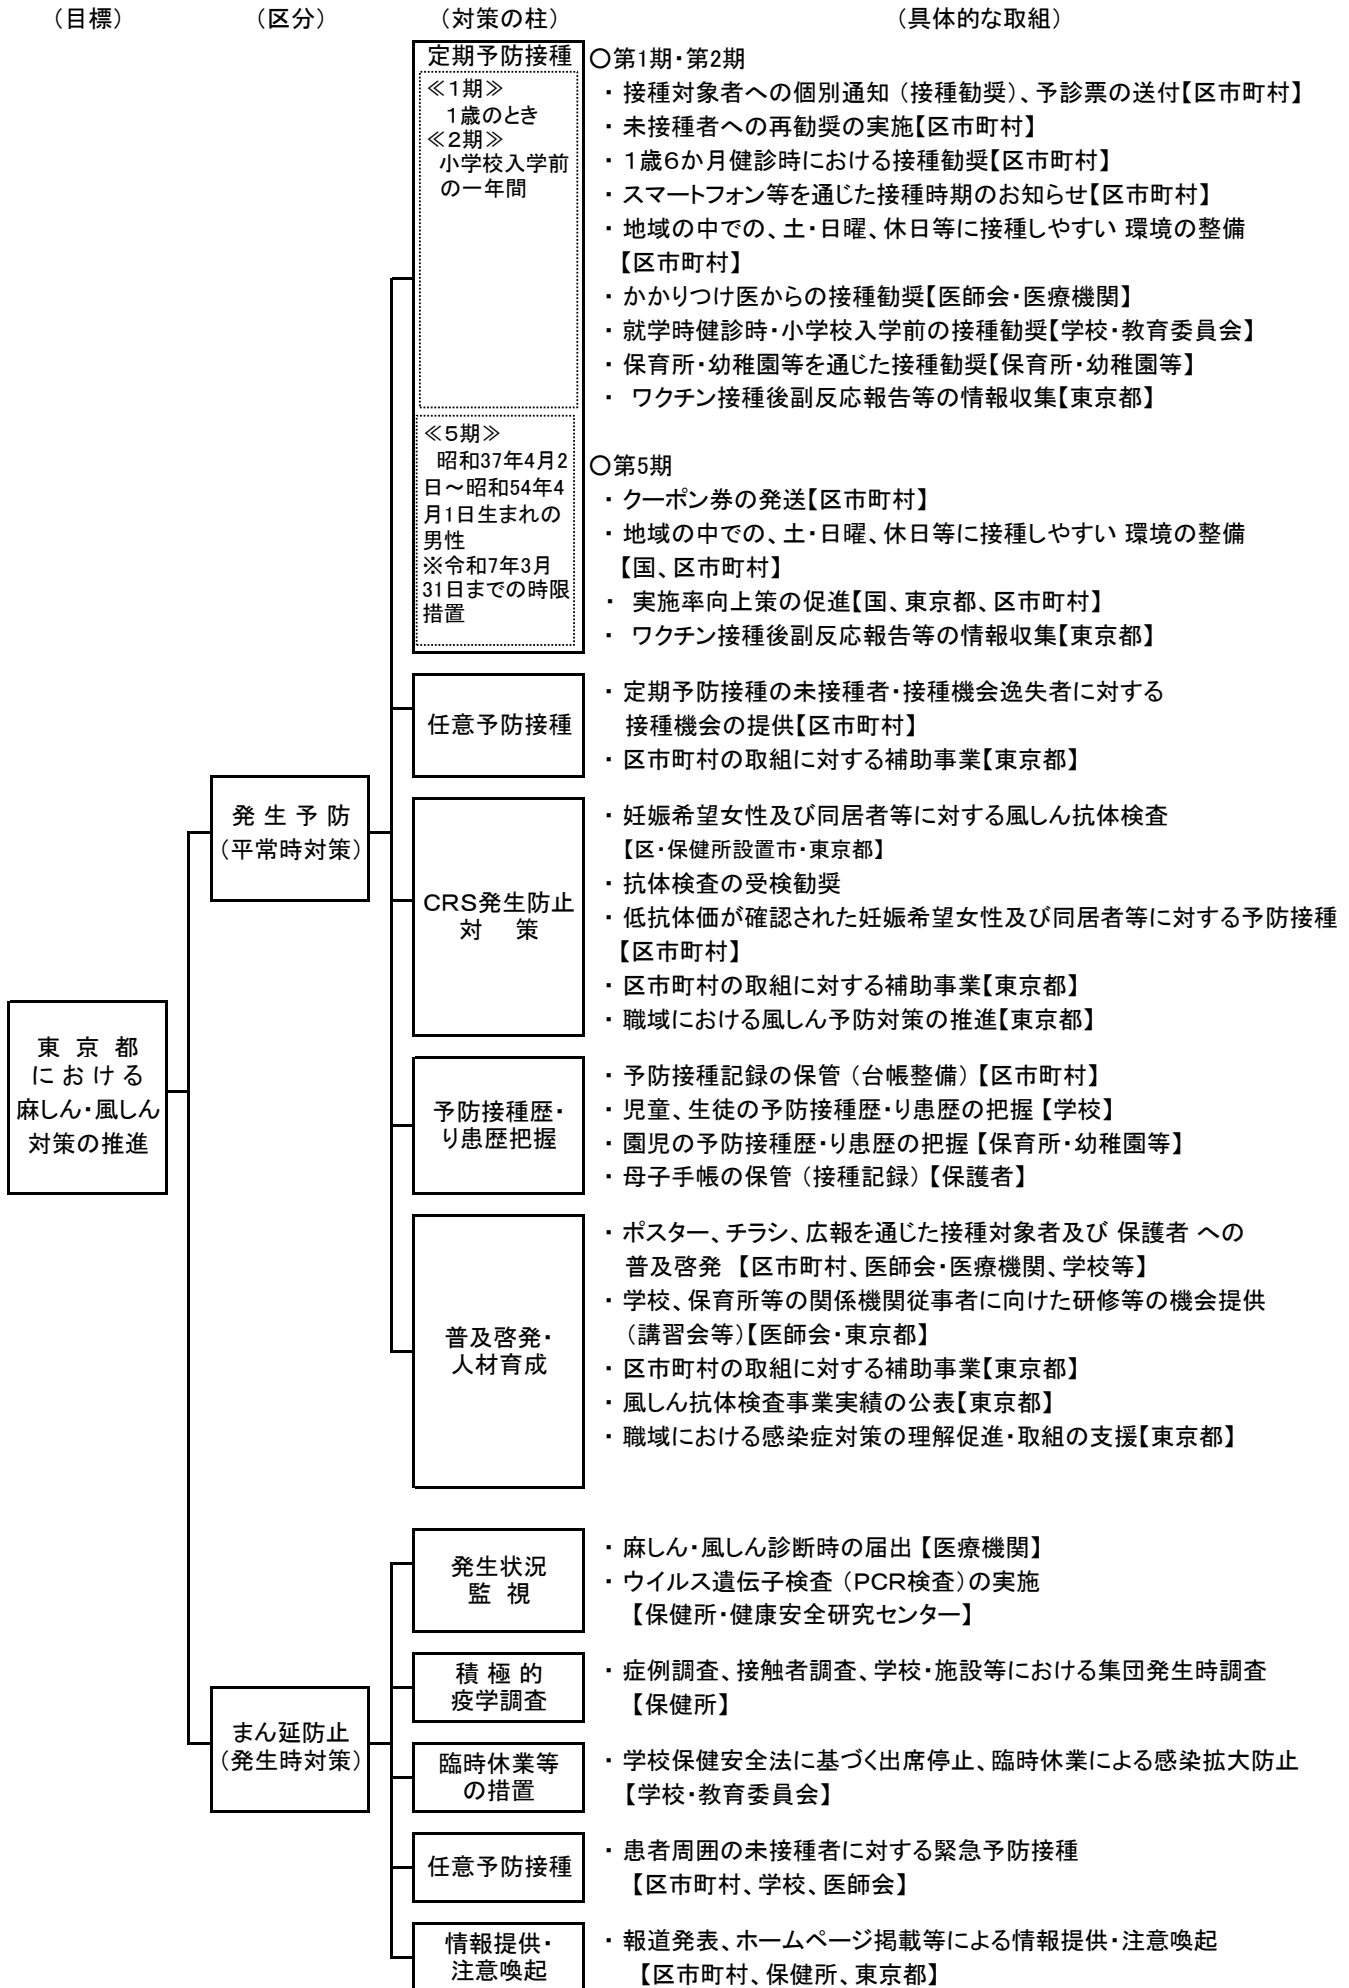 （目標） （区分） （対策の柱） （具体的な取組）
東 京 都
に お け る
麻しん・風しん
対策の推進
発 生 予 防
（平常時対策）
定期予防接種
≪１期≫
１歳のとき
≪２期≫
小学校入学前
の一年間
≪５期≫
昭和37年4月2
日～昭和54年4
月1日生まれの
男性
※令和7年3月
31日までの時限
措置
〇第1期・第2期
・ 接種対象者への個別通知（接種勧奨）、予診票の送付【区市町村】
・ 未接種者への再勧奨の実施【区市町村】
・ １歳６か月健診時における接種勧奨【区市町村】
・ スマートフォン等を通じた接種時期のお知らせ【区市町村】
・ 地域の中での、土・日曜、休日等に接種しやすい 環境の整備
【区市町村】
・ かかりつけ医からの接種勧奨【医師会・医療機関】
・ 就学時健診時・小学校入学前の接種勧奨【学校・教育委員会】
・ 保育所・幼稚園等を通じた接種勧奨【保育所・幼稚園等】
・ ワクチン接種後副反応報告等の情報収集【東京都】
〇第5期
・ クーポン券の発送【区市町村】
・ 地域の中での、土・日曜、休日等に接種しやすい 環境の整備
【国、区市町村】
・ 実施率向上策の促進【国、東京都、区市町村】
・ ワクチン接種後副反応報告等の情報収集【東京都】
任意予防接種
・ 定期予防接種の未接種者・接種機会逸失者に対する
接種機会の提供【区市町村】
・ 区市町村の取組に対する補助事業【東京都】
CRS発生防止
対 策
・ 妊娠希望女性及び同居者等に対する風しん抗体検査
【区・保健所設置市・東京都】
・ 抗体検査の受検勧奨
・ 低抗体価が確認された妊娠希望女性及び同居者等に対する予防接種
【区市町村】
・ 区市町村の取組に対する補助事業【東京都】
・ 職域における風しん予防対策の推進【東京都】
予防接種歴・
り患歴把握
・ 予防接種記録の保管（台帳整備）【区市町村】
・ 児童、生徒の予防接種歴・り患歴の把握【学校】
・ 園児の予防接種歴・り患歴の把握【保育所・幼稚園等】
・ 母子手帳の保管（接種記録）【保護者】
普及啓発・
人材育成
・ ポスター、チラシ、広報を通じた接種対象者及び 保護者 への
普及啓発 【区市町村、医師会・医療機関、学校等】
・ 学校、保育所等の関係機関従事者に向けた研修等の機会提供
（講習会等）【医師会・東京都】
・ 区市町村の取組に対する補助事業【東京都】
・ 風しん抗体検査事業実績の公表【東京都】
・ 職域における感染症対策の理解促進・取組の支援【東京都】
まん延防止
（発生時対策）
発生状況
監 視
・ 麻しん・風しん診断時の届出【医療機関】
・ ウイルス遺伝子検査（PCR検査）の実施
【保健所・健康安全研究センター】
積 極 的
疫学調査
・ 症例調査、接触者調査、学校・施設等における集団発生時調査
【保健所】
臨時休業等
の措置
・ 学校保健安全法に基づく出席停止、臨時休業による感染拡大防止
【学校・教育委員会】
任意予防接種
・ 患者周囲の未接種者に対する緊急予防接種
【区市町村、学校、医師会】
情報提供・
注意喚起
・ 報道発表、ホームページ掲載等による情報提供・注意喚起
【区市町村、保健所、東京都】